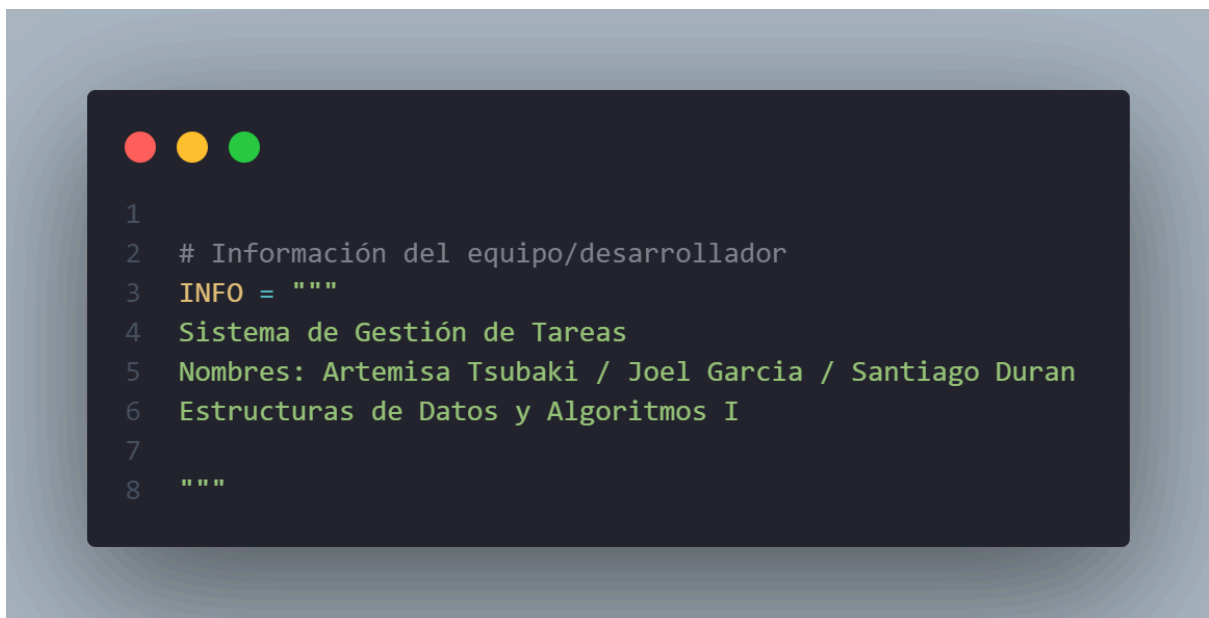 1
2 # Información del equipo/desarrollador
3 INFO = """
4 Sistema de Gestión de Tareas
5 Nombres: Artemisa Tsubaki / Joel Garcia / Santiago Duran
6 Estructuras de Datos y Algoritmos I
7
8 """